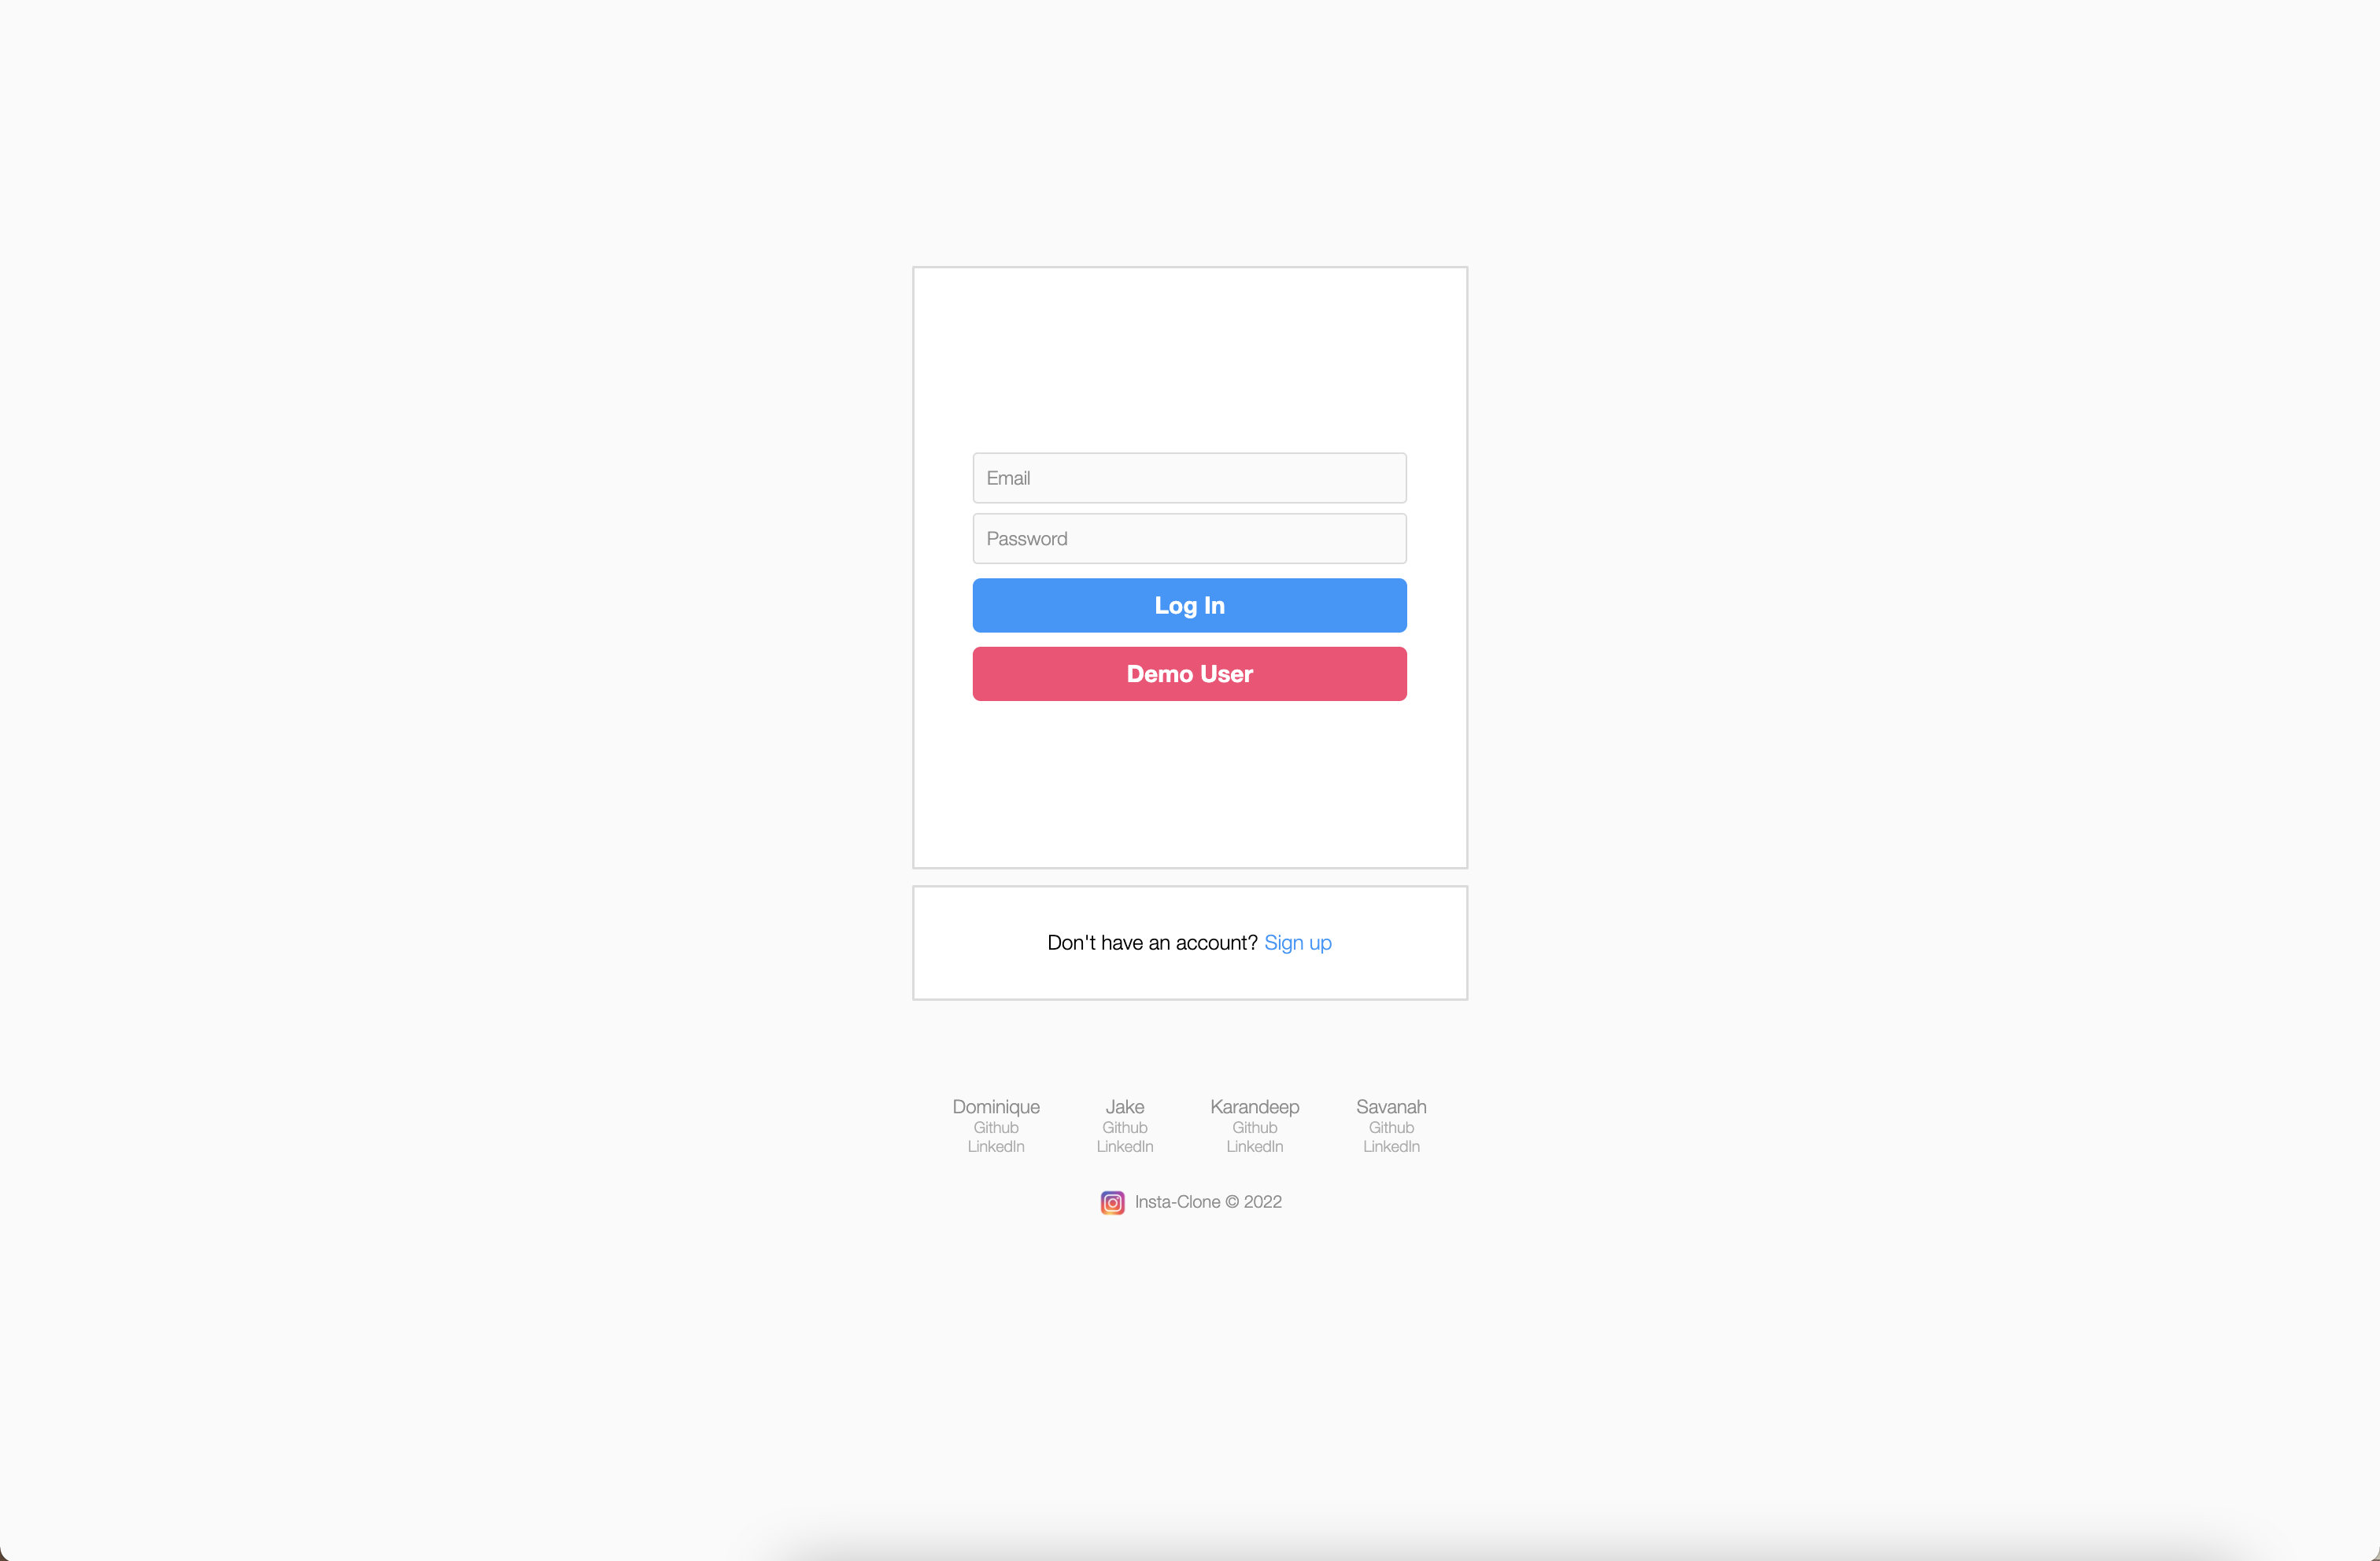 Email
Password
Log In
Demo User
Don't have an account? Sign up
Dominique
Github
LinkedIn
Jake
Github
LinkedIn
Karandeep
Github
LinkedIn
Savanah
Github
LinkedIn
Insta-Clone © 2022